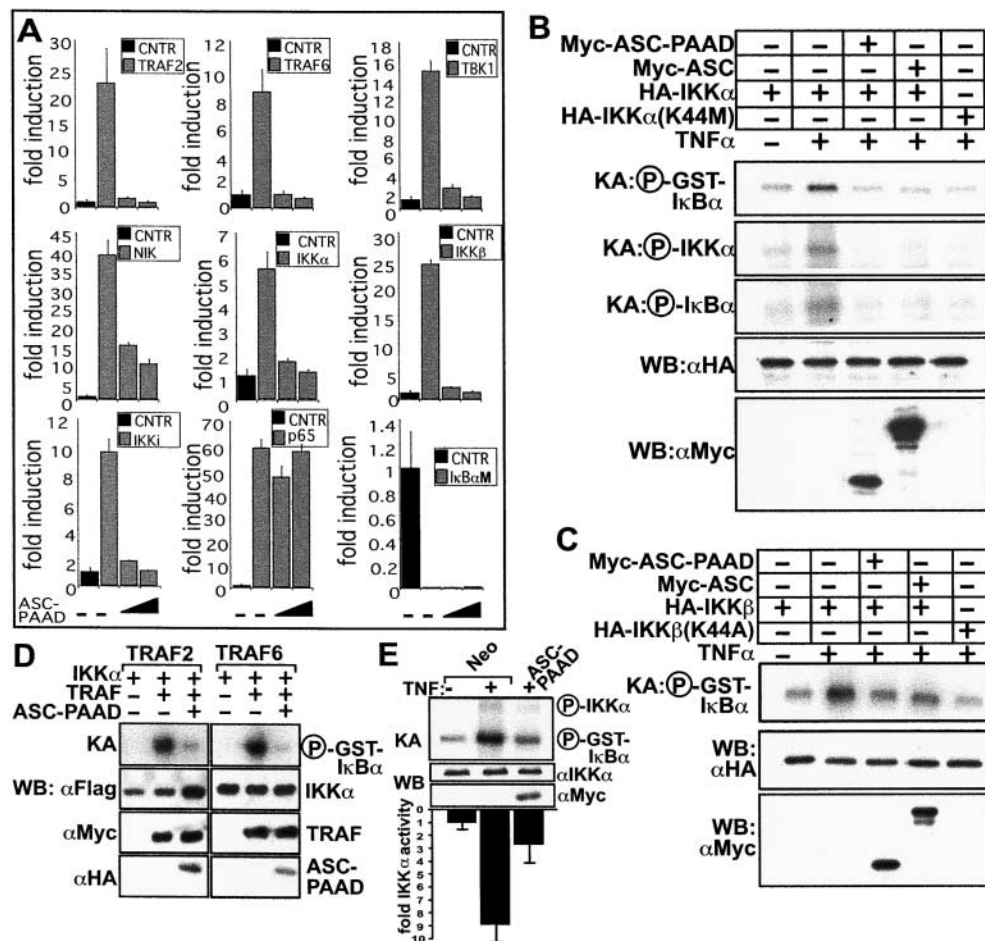 A
fold induction
30
25
20
15
10
5
0
CNTR
TRAF2
fold induction
12
10
8
6
4
2
0
CNTR
TRAF6
fold induction
18
16
14
12
10
8
6
4
2
0
CNTR
TBK1
fold induction
45
40
35
30
25
20
15
10
5
0
CNTR
NIK
fold induction
7
6
5
4
3
2
1
0
CNTR
IKKα
fold induction
30
25
20
15
10
5
0
CNTR
IKKβ
fold induction
12
10
8
6
4
2
0
CNTR
IKKi
fold induction
70
60
50
40
30
20
10
0
CNTR
p65
fold induction
1.4
1.2
1
0.8
0.6
0.4
0.2
0
CNTR
IκBαM
ASC-
PAAD
– – – – – –
B
Myc-ASC-PAAD – – + – –
Myc-ASC – – – + –
HA-IKKα + + + + –
HA-IKKα(K44M) – – – – +
TNFα – + + + +
KA:Ⓟ-GST-
IκBα
KA:Ⓟ-IKKα
KA:Ⓟ-IκBα
WB:αHA
WB:αMyc
C
Myc-ASC-PAAD – – + – –
Myc-ASC – – – + –
HA-IKKβ + + + + –
HA-IKKβ(K44A) – – – – +
TNFα – + + + +
KA:Ⓟ-GST-
IκBα
WB:
αHA
WB:
αMyc
D
TRAF2 TRAF6
IKKα + + + + + +
TRAF + + + +
ASC-PAAD + +
KA
Ⓟ-GST-
IκBα
WB: αFlag IKKα
αMyc TRAF
αHA ASC-
PAAD
E
Neo
ASC-
PAAD
TNF: - + +
Ⓟ-IKKα
KA
Ⓟ-GST-
IκBα
WB
αIKKα
αMyc
fold IKKα activity
0
1
2
3
4
5
6
7
8
9
10